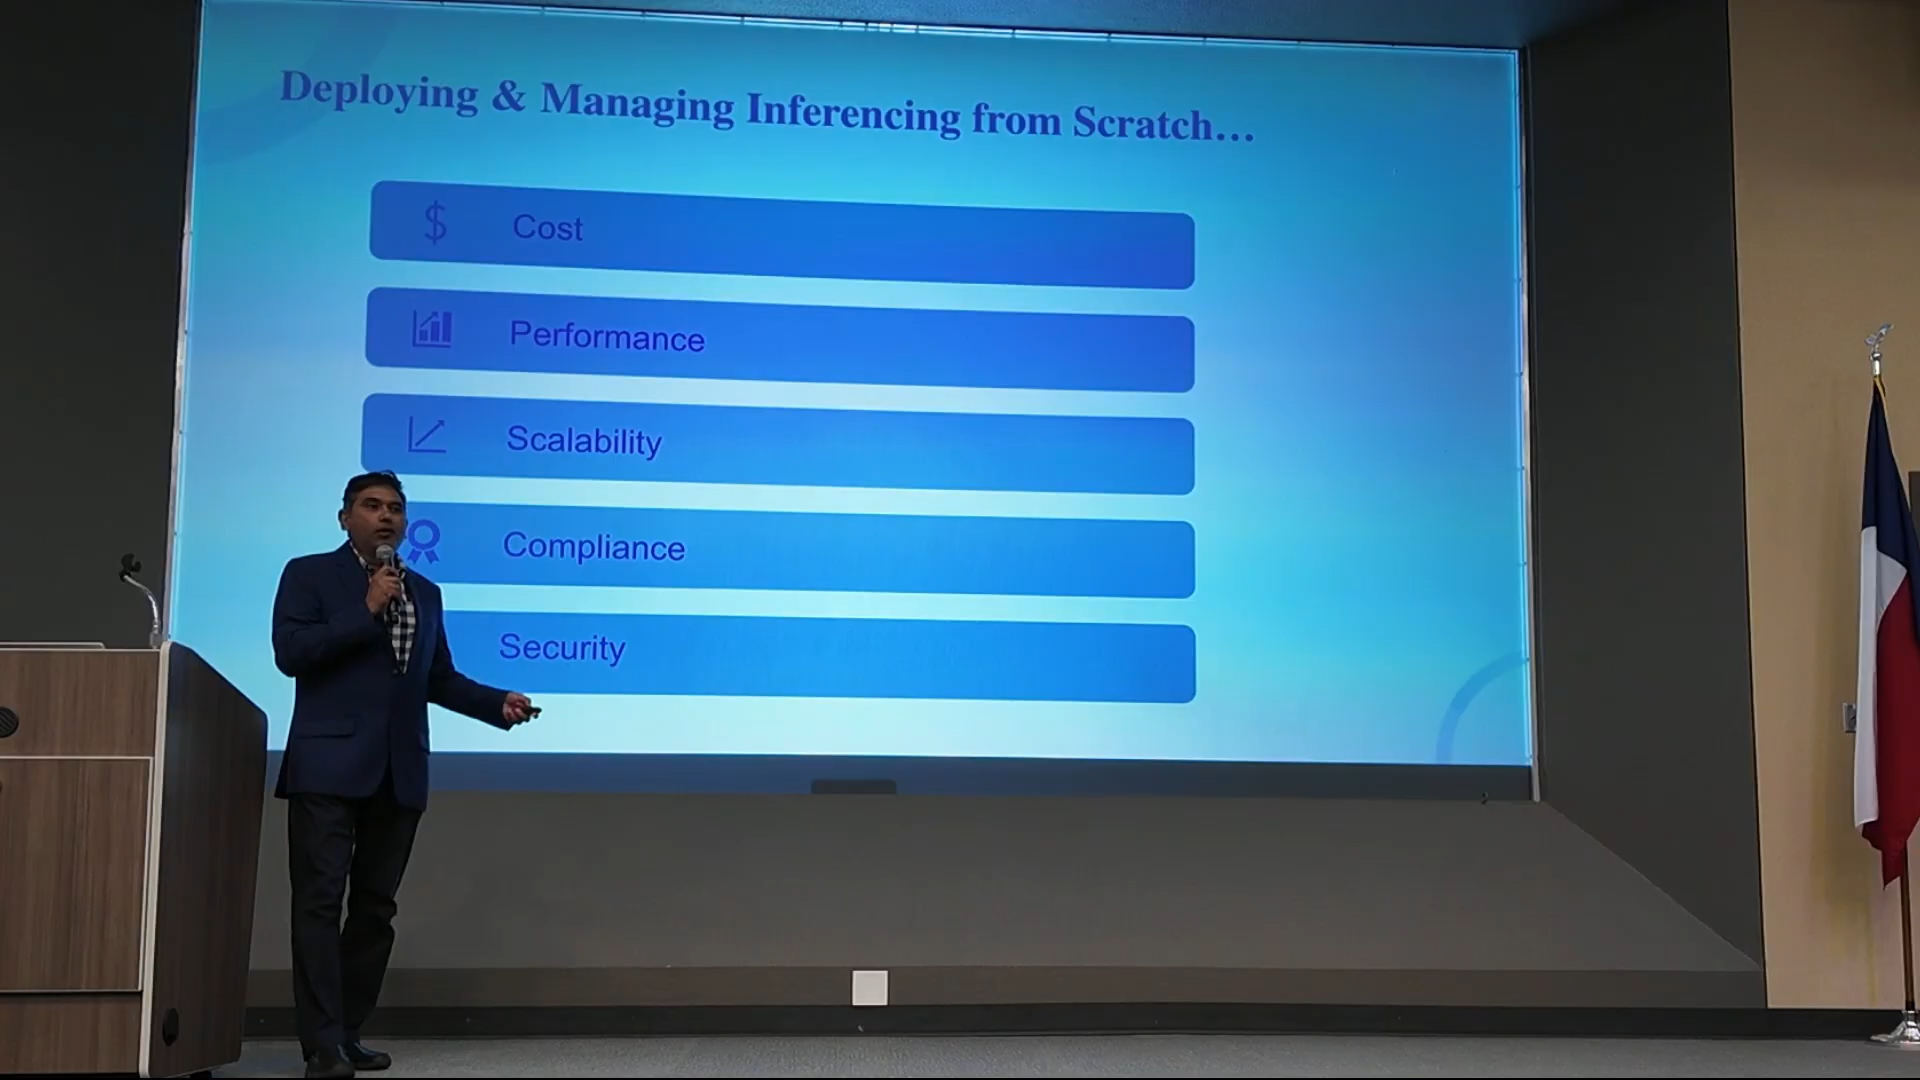 Deploying & Managing Inferencing from Scratch...
$ Cost
Performance
Scalability
Compliance
Security